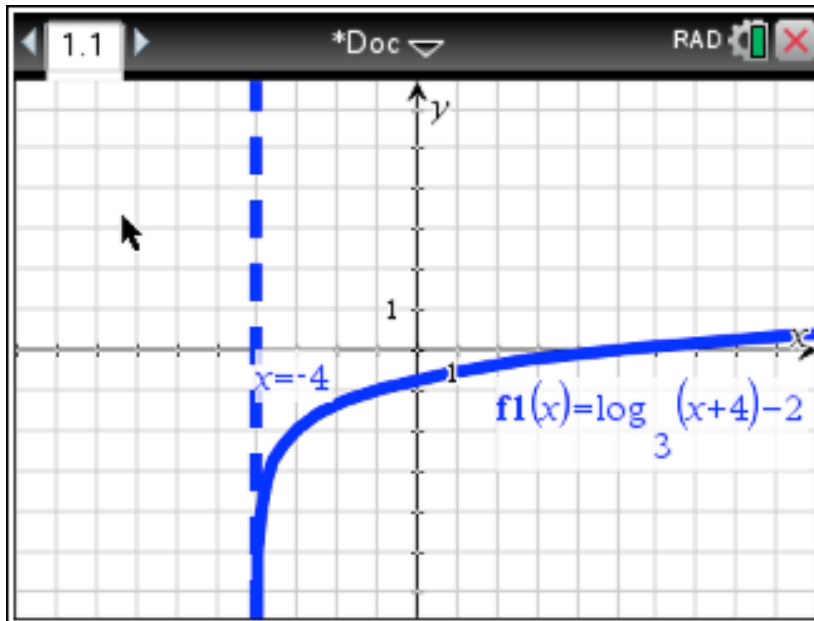 1.1 *Doc RAD
y
1
x
x=-4
1
f1(x)=log₃(x+4)-2